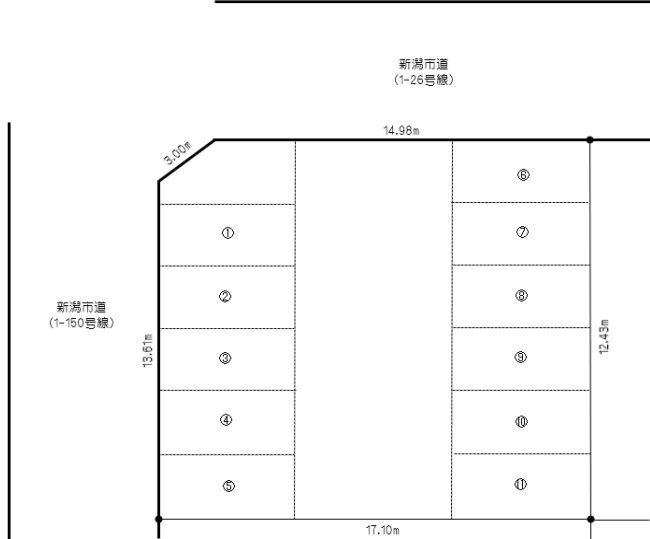 新潟市道
(1-26号線)
14.98m
3.00m
⑥
①
⑦
②
⑧
新潟市道
(1-150号線)
13.61m
12.43m
③
⑨
④
⑩
⑤
⑪
17.10m